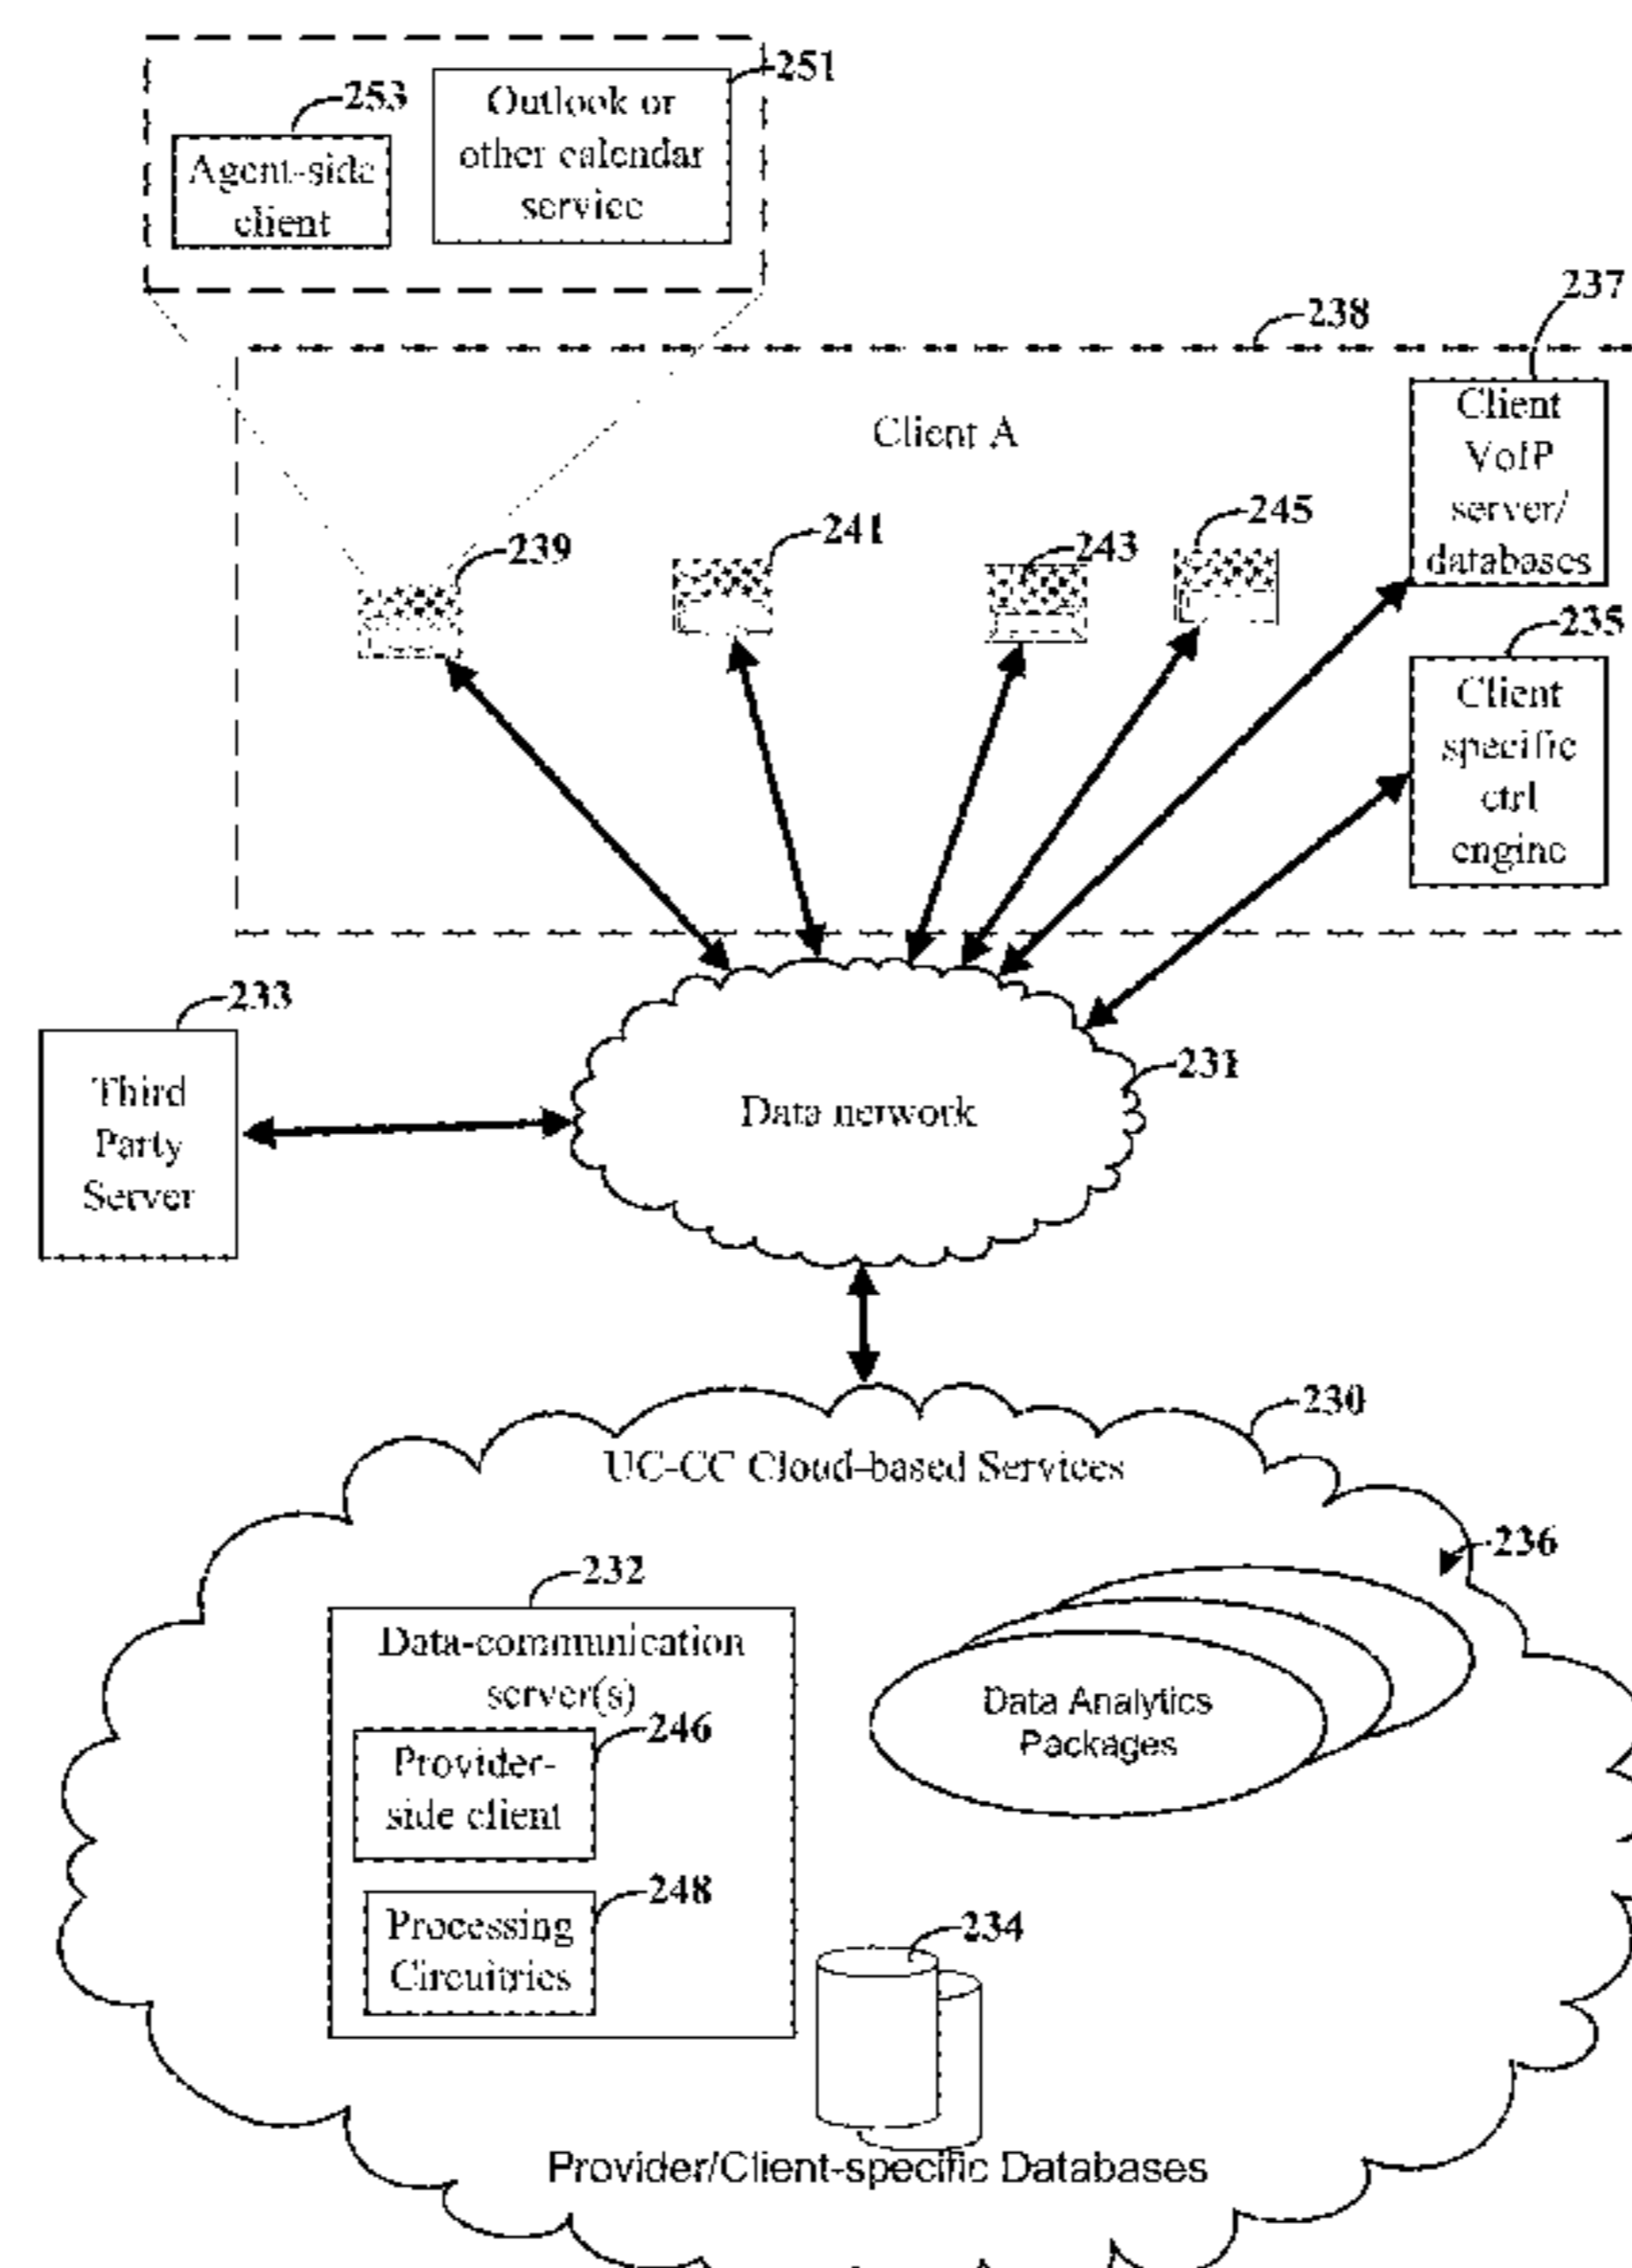 251
253
Outlook or
other calendar
service
Agent-side
client
237
238
Client A
Client
VoIP
server/
databases
239
241
243
245
235
Client
specific
ctrl
engine
233
Third
Party
Server
231
Data network
230
UC-CC Cloud-based Services
236
232
Data-communication
server(s)
246
Provider-
side client
Data Analytics
Packages
248
Processing
Circuitries
234
Provider/Client-specific Databases